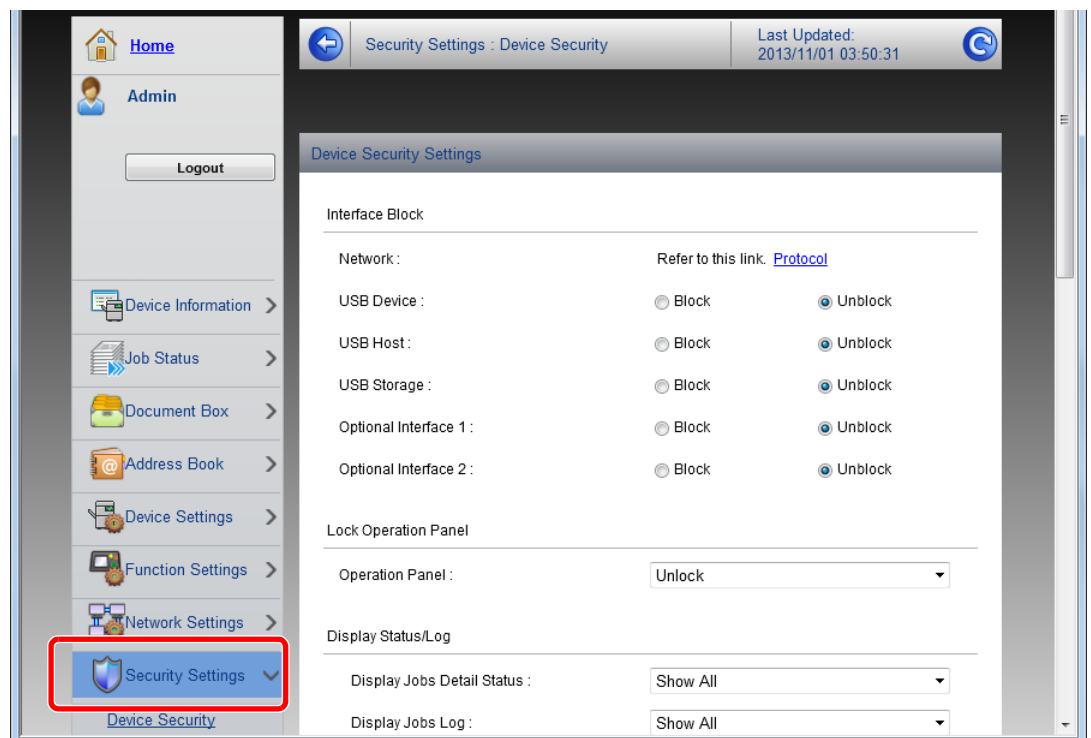 Home
Admin
Logout
Device Information
Job Status
Document Box
Address Book
Device Settings
Function Settings
Network Settings
Security Settings
Device Security
Security Settings : Device Security
Last Updated:
2013/11/01 03:50:31
Device Security Settings
Interface Block
Network : Refer to this link. Protocol
USB Device : Block Unblock
USB Host : Block Unblock
USB Storage : Block Unblock
Optional Interface 1 : Block Unblock
Optional Interface 2 : Block Unblock
Lock Operation Panel
Operation Panel : Unlock
Display Status/Log
Display Jobs Detail Status : Show All
Display Jobs Log : Show All